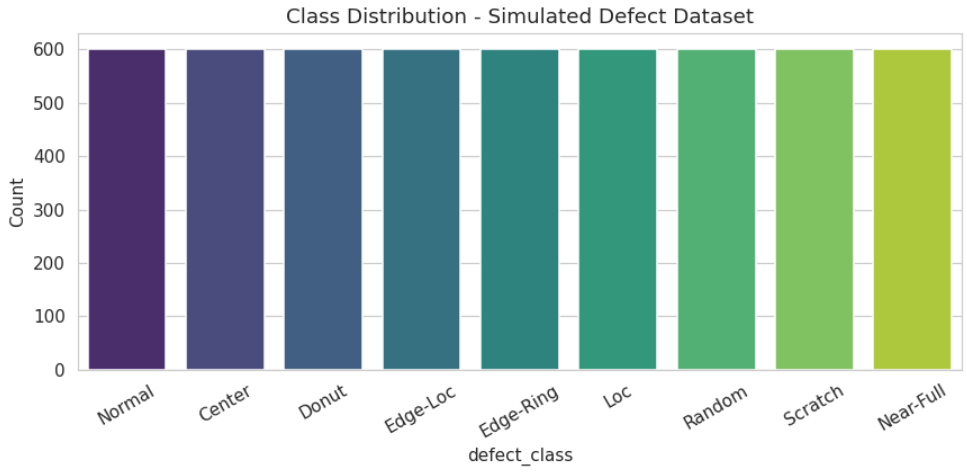 Class Distribution - Simulated Defect Dataset
Count
600
500
400
300
200
100
0
Normal
Center
Donut
Edge-Loc
Edge-Ring
Loc
Random
Scratch
Near-Full
defect_class